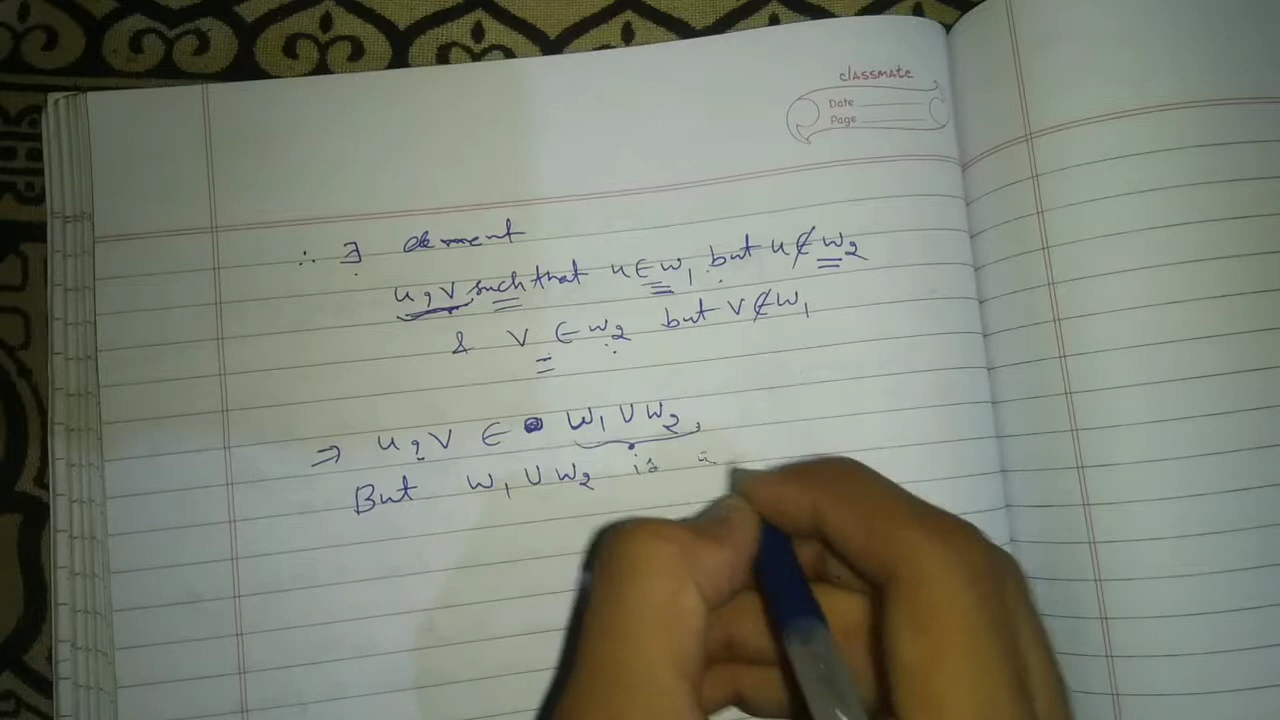 classmate
Date
Page
∴ ∃ element
u, v such that u ∈ w₁ but u ∉ w₂
& v ∈ w₂ but v ∉ w₁
⇒ u, v ∈ w₁ ∪ w₂,
But w₁ ∪ w₂ is